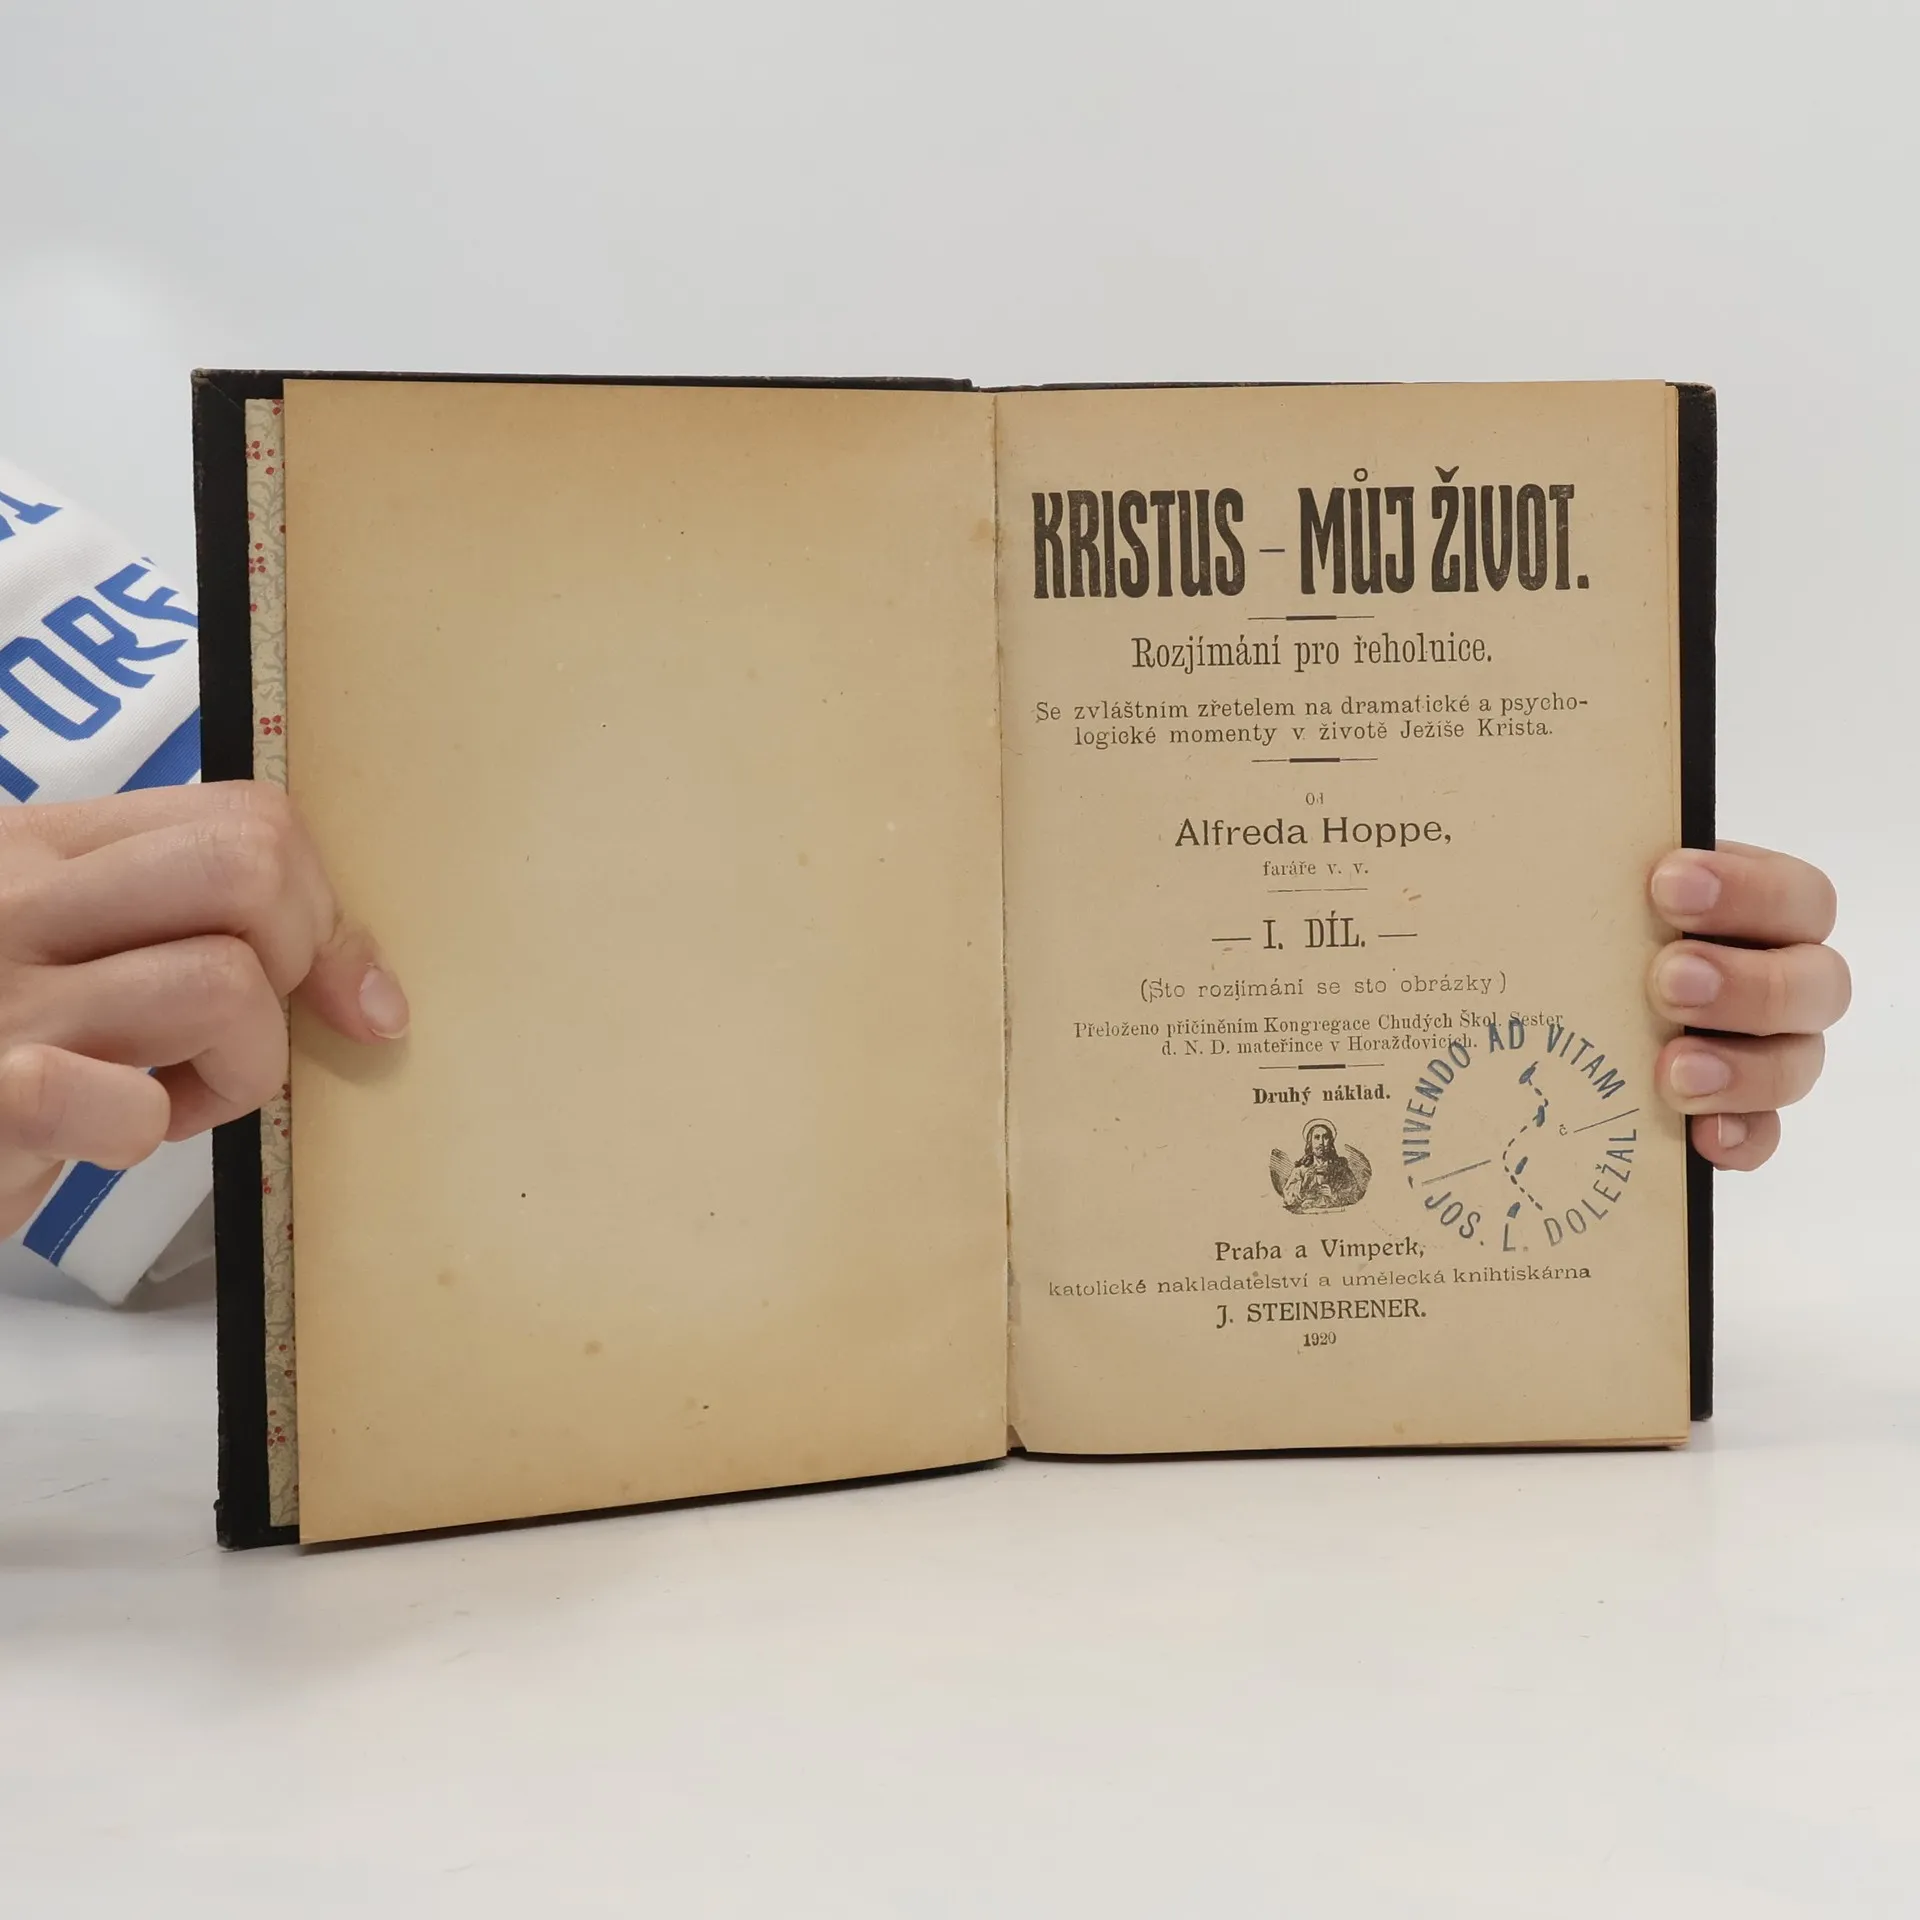 FORE
KRISTUS – MŮJ ŽIVOT.
Rozjímání pro řeholnice.
Se zvláštním zřetelem na dramatické a psycho-
logické momenty v životě Ježíše Krista.
Od
Alfreda Hoppe,
faráře v. v.
— I. DÍL. —
(Sto rozjímání se sto obrázky)
Přeloženo přičiněním Kongregace Chudých Škol. Sester
d. N. D. mateřince v Horažďovicích.
Druhý náklad.
VIVENDO AD VITAM
č
JOS. L. DOLEŽAL
Praha a Vimperk,
katolické nakladatelství a umělecká knihtiskárna
J. STEINBRENER.
1920